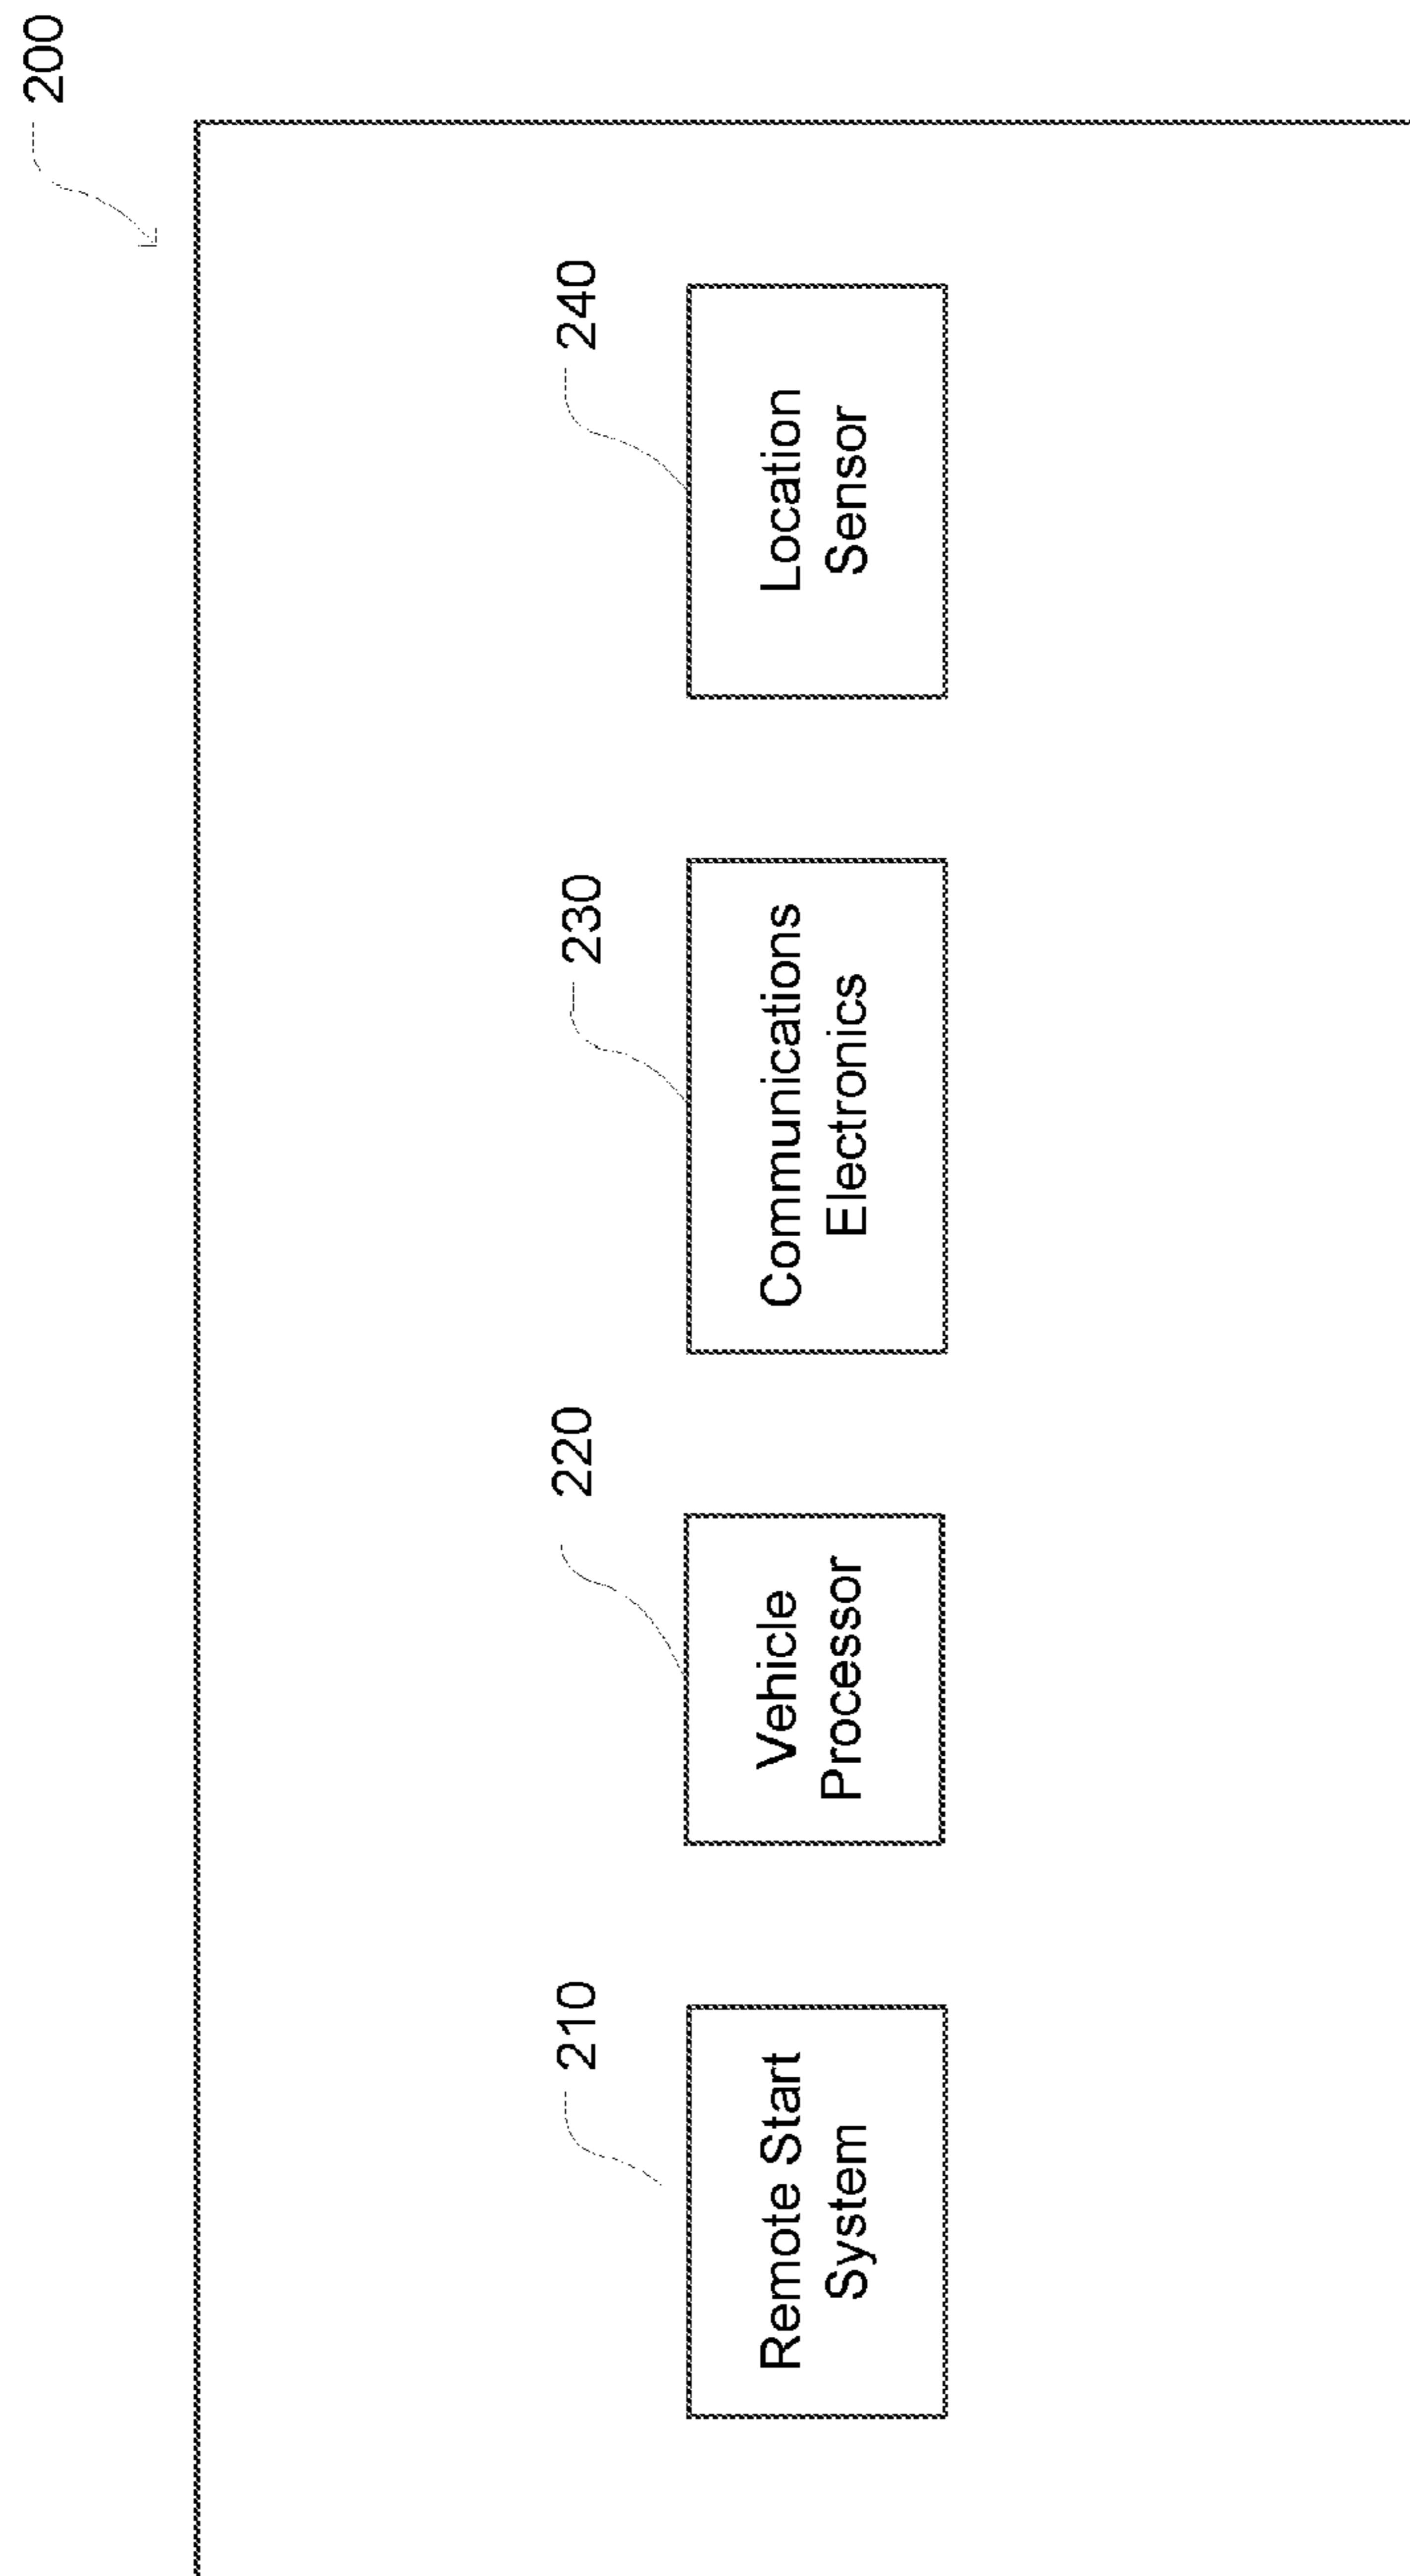 200
210
Remote Start
System
220
Vehicle
Processor
230
Communications
Electronics
240
Location
Sensor